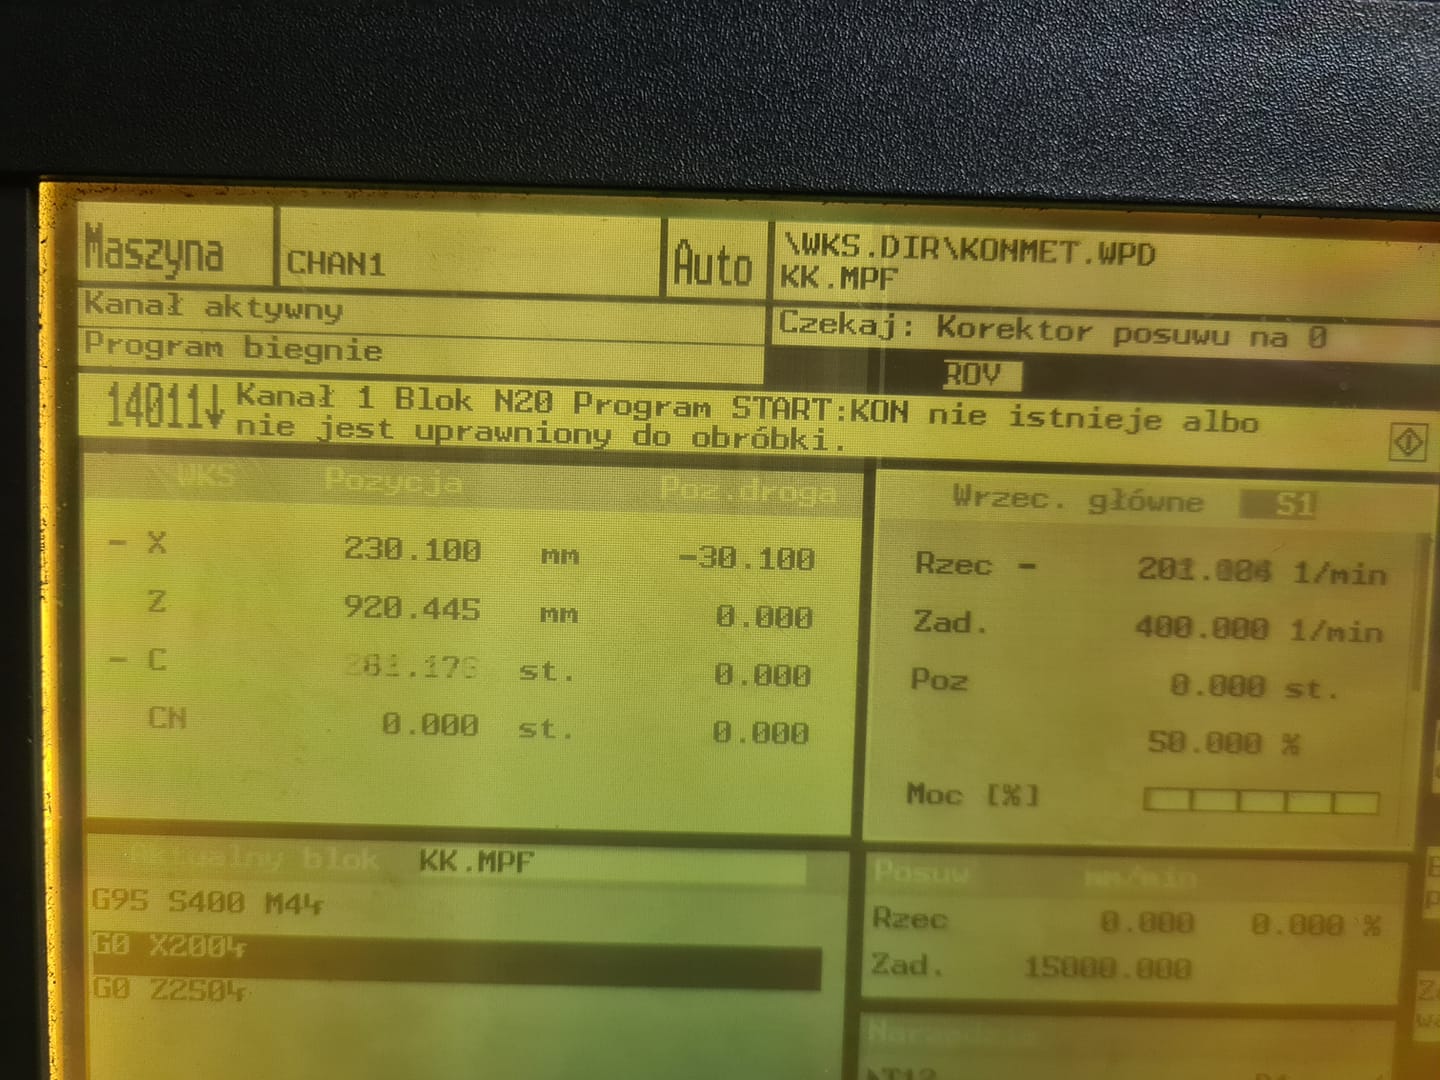 Maszyna
CHAN1
Auto
\WKS.DIR\KONMET.WPD
KK.MPF
Kanał aktywny
Czekaj: Korektor posuwu na 0
Program biegnie
ROV
14011↓ Kanał 1 Blok N20 Program START:KON nie istnieje albo
nie jest uprawniony do obróbki.
WKS Pozycja Poz.droga
Wrzec. główne S1
- X 230.100 mm -30.100
Z 920.445 mm 0.000
- C st. 0.000
CN 0.000 st. 0.000
Rzec - 1/min
Zad. 400.000 1/min
Poz 0.000 st.
50.000 %
Moc [%]
Aktualny blok KK.MPF
G95 S400 M4
G0 X200
G0 Z250
Posuw mm/min
Rzec 0.000 0.000 %
Zad. 15000.000